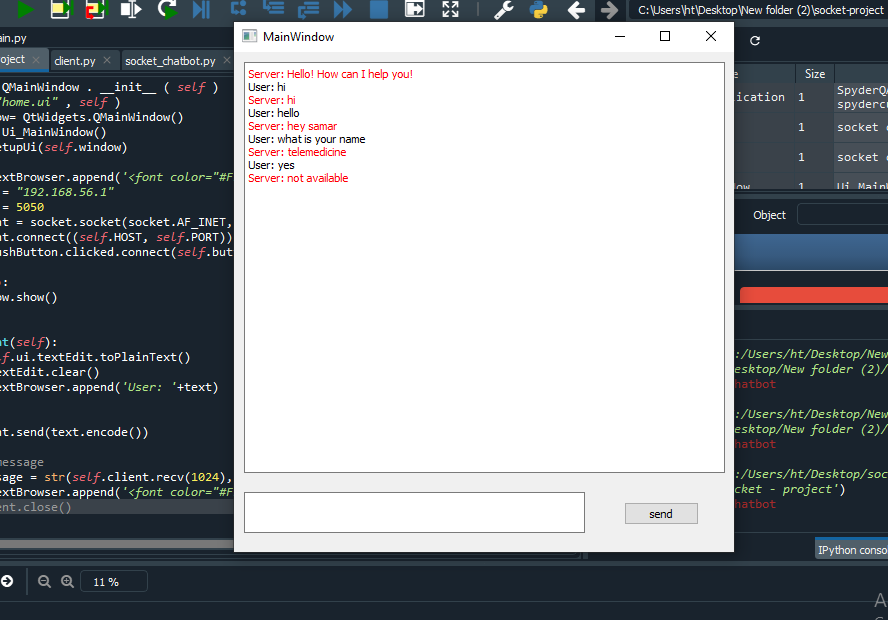 C:\Users\ht\Desktop\New folder (2)\socket-project
ain.py
oject
client.py
socket_chatbot.py
QMainWindow . __init__ ( self )
"home.ui" , self )
ow= QtWidgets.QMainWindow()
Ui_MainWindow()
etupUi(self.window)
extBrowser.append('<font color="#F
= "192.168.56.1"
= 5050
nt = socket.socket(socket.AF_INET,
nt.connect((self.HOST, self.PORT))
ushButton.clicked.connect(self.but
):
ow.show()
nt(self):
lf.ui.textEdit.toPlainText()
extEdit.clear()
extBrowser.append('User: '+text)
nt.send(text.encode())
message
sage = str(self.client.recv(1024),
extBrowser.append('<font color="#F
ent.close()
11 %
MainWindow
Server: Hello! How can I help you!
User: hi
Server: hi
User: hello
Server: hey samar
User: what is your name
Server: telemedicine
User: yes
Server: not available
send
e
Size
ication 1 SpyderQA
spydercu
1 socket o
1 socket o
ow 1 Ui_MainW
Object
:/Users/ht/Desktop/New
esktop/New folder (2)/
hatbot
:/Users/ht/Desktop/New
esktop/New folder (2)/
hatbot
:/Users/ht/Desktop/soc
cket - project')
hatbot
IPython conso
A